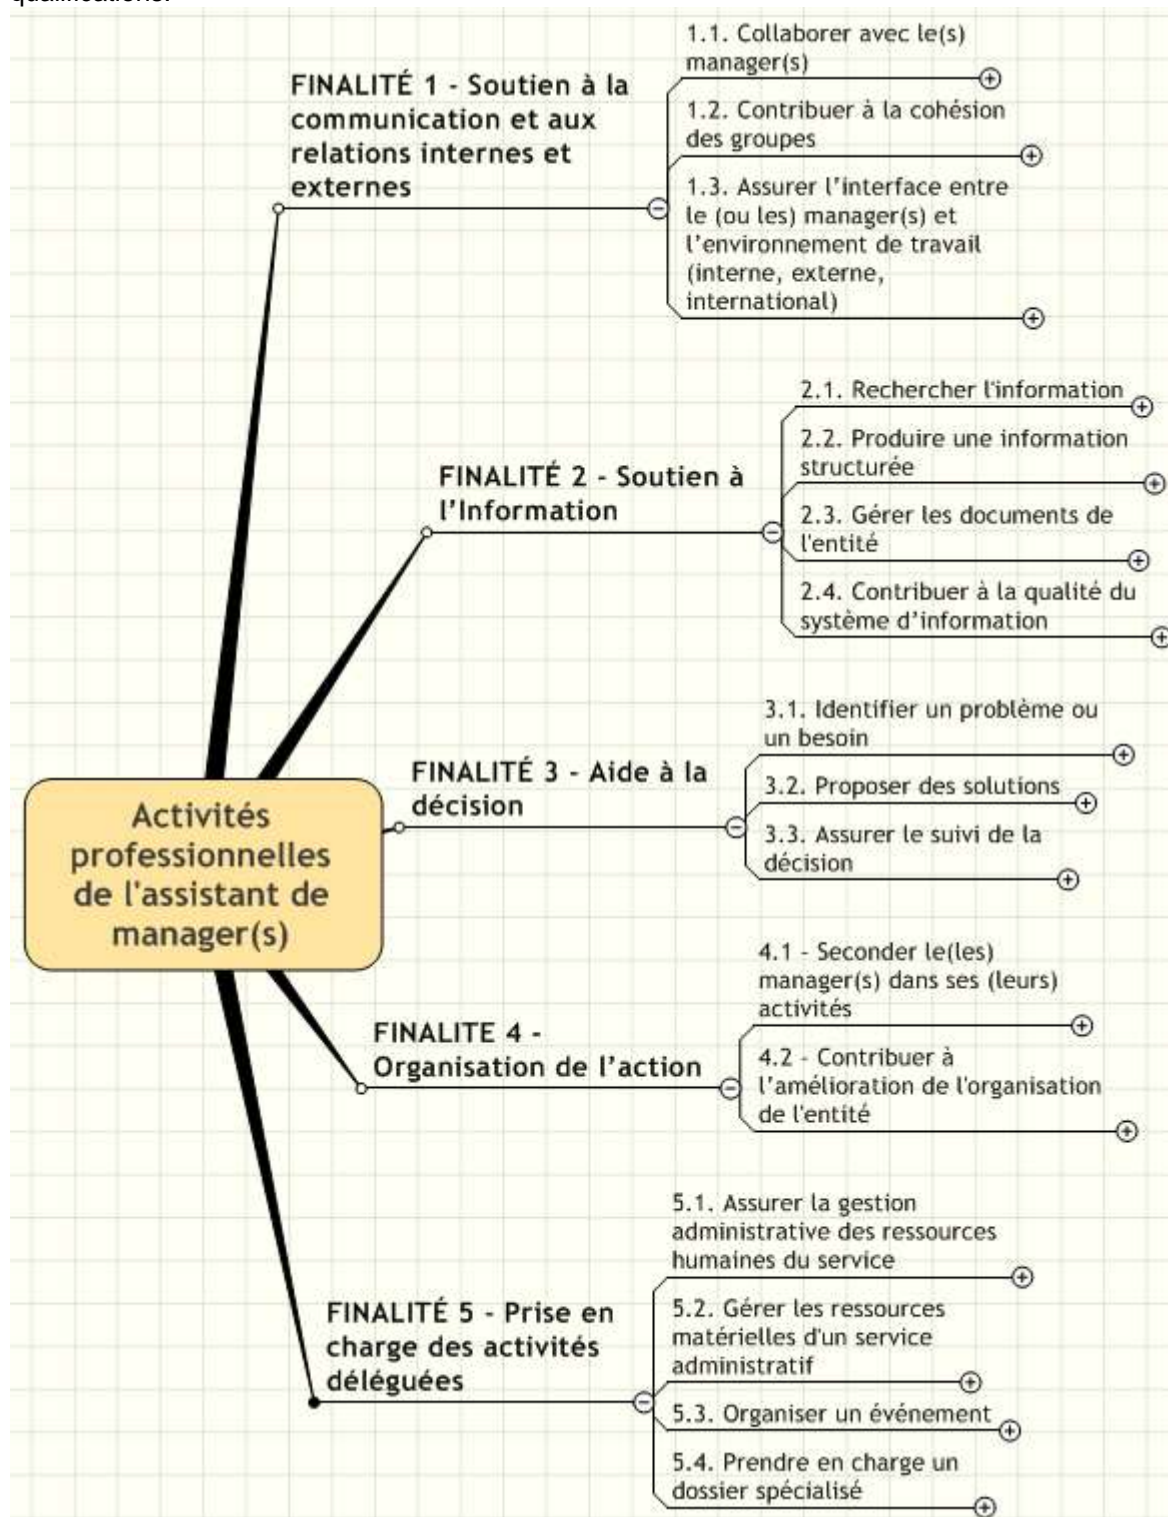 qualifications.
1.1. Collaborer avec le(s)
manager(s)
FINALITÉ 1 - Soutien à la
communication et aux
relations internes et
externes
1.2. Contribuer à la cohésion
des groupes
1.3. Assurer l’interface entre
le (ou les) manager(s) et
l’environnement de travail
(interne, externe,
international)
2.1. Rechercher l'information
2.2. Produire une information
structurée
FINALITÉ 2 - Soutien à
l’Information
2.3. Gérer les documents de
l'entité
2.4. Contribuer à la qualité du
système d’information
3.1. Identifier un problème ou
un besoin
FINALITÉ 3 - Aide à la
décision
3.2. Proposer des solutions
3.3. Assurer le suivi de la
décision
Activités
professionnelles
de l'assistant de
manager(s)
4.1 - Seconder le(les)
manager(s) dans ses (leurs)
activités
FINALITE 4 -
Organisation de l’action
4.2 - Contribuer à
l’amélioration de l'organisation
de l'entité
5.1. Assurer la gestion
administrative des ressources
humaines du service
FINALITÉ 5 - Prise en
charge des activités
déléguées
5.2. Gérer les ressources
matérielles d'un service
administratif
5.3. Organiser un événement
5.4. Prendre en charge un
dossier spécialisé